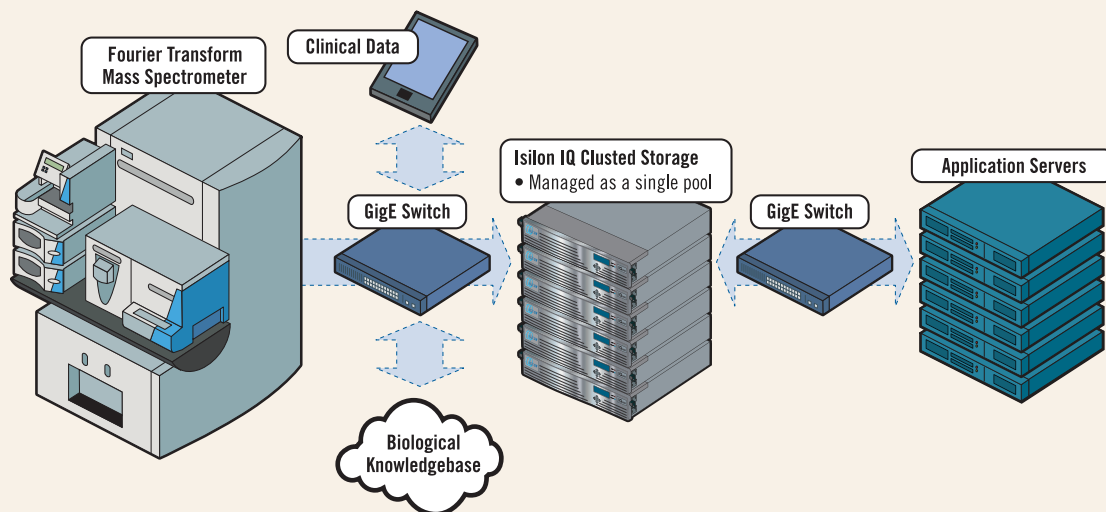 Fourier Transform
Mass Spectrometer
Clinical Data
Isilon IQ Clusted Storage
• Managed as a single pool
Application Servers
GigE Switch
GigE Switch
Biological
Knowledgebase